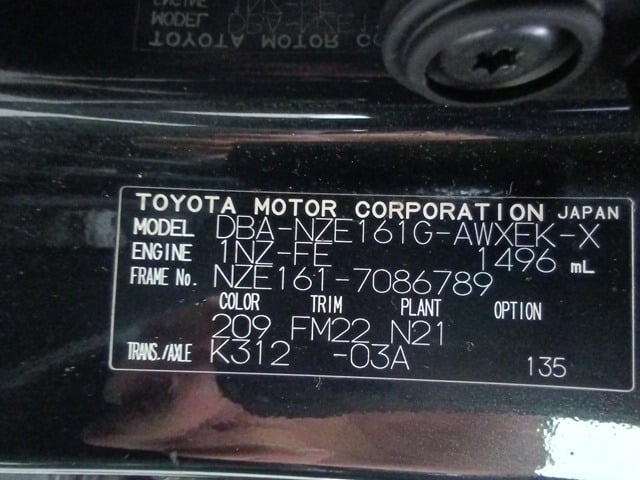 TOYOTA MOTOR CORPORATION JAPAN
MODEL DBA-NZE161G-AWXEK-X
ENGINE 1NZ-FE 1496 mL
FRAME No. NZE161-7086789
COLOR TRIM PLANT OPTION
209 FM22 N21
TRANS./AXLE K312 -03A 135